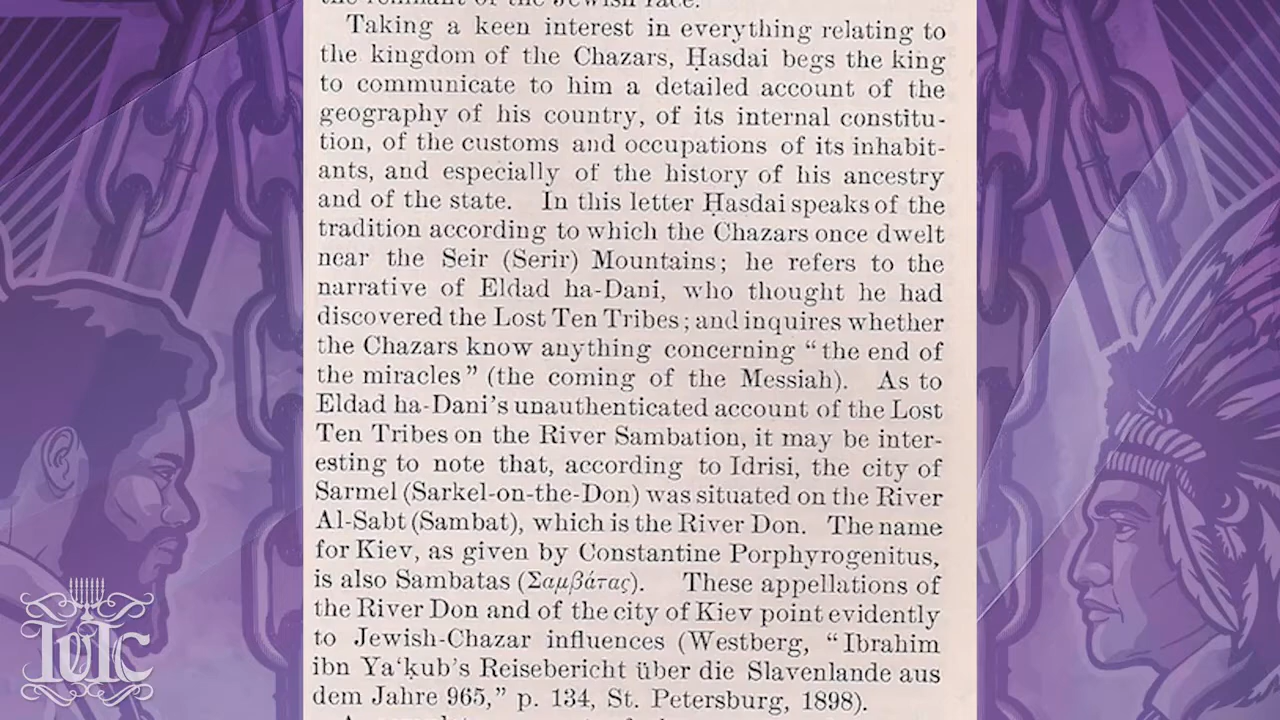 the remnant of the Jewish race.
Taking a keen interest in everything relating to
the kingdom of the Chazars, Ḥasdai begs the king
to communicate to him a detailed account of the
geography of his country, of its internal constitu-
tion, of the customs and occupations of its inhabit-
ants, and especially of the history of his ancestry
and of the state. In this letter Ḥasdai speaks of the
tradition according to which the Chazars once dwelt
near the Seir (Serir) Mountains; he refers to the
narrative of Eldad ha-Dani, who thought he had
discovered the Lost Ten Tribes; and inquires whether
the Chazars know anything concerning “the end of
the miracles” (the coming of the Messiah). As to
Eldad ha-Dani’s unauthenticated account of the Lost
Ten Tribes on the River Sambation, it may be inter-
esting to note that, according to Idrisi, the city of
Sarmel (Sarkel-on-the-Don) was situated on the River
Al-Sabt (Sambat), which is the River Don. The name
for Kiev, as given by Constantine Porphyrogenitus,
is also Sambatas (Σαμβάτας). These appellations of
the River Don and of the city of Kiev point evidently
to Jewish-Chazar influences (Westberg, “Ibrahim
ibn Ya‘ḳub’s Reisebericht über die Slavenlande aus
dem Jahre 965,” p. 134, St. Petersburg, 1898).
IUIC